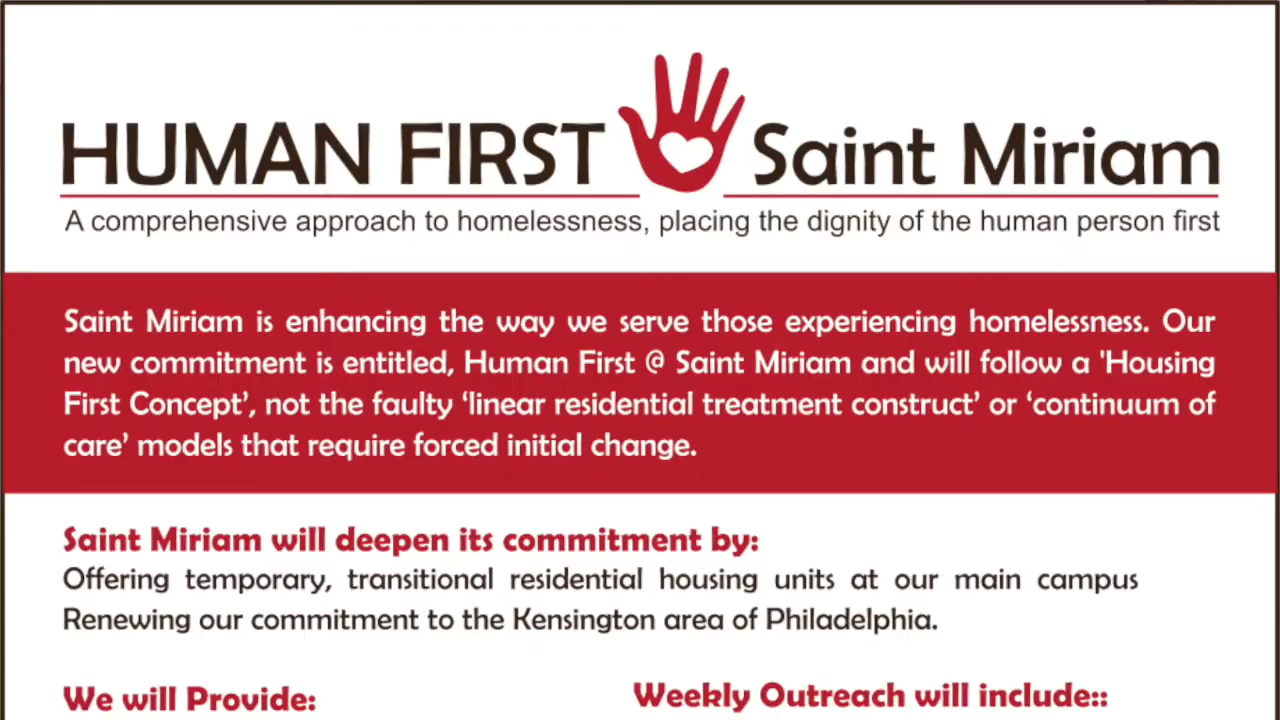 HUMAN FIRST Saint Miriam
A comprehensive approach to homelessness, placing the dignity of the human person first
Saint Miriam is enhancing the way we serve those experiencing homelessness. Our
new commitment is entitled, Human First @ Saint Miriam and will follow a 'Housing
First Concept’, not the faulty ‘linear residential treatment construct’ or ‘continuum of
care’ models that require forced initial change.
Saint Miriam will deepen its commitment by:
Offering temporary, transitional residential housing units at our main campus
Renewing our commitment to the Kensington area of Philadelphia.
We will Provide:
Weekly Outreach will include::